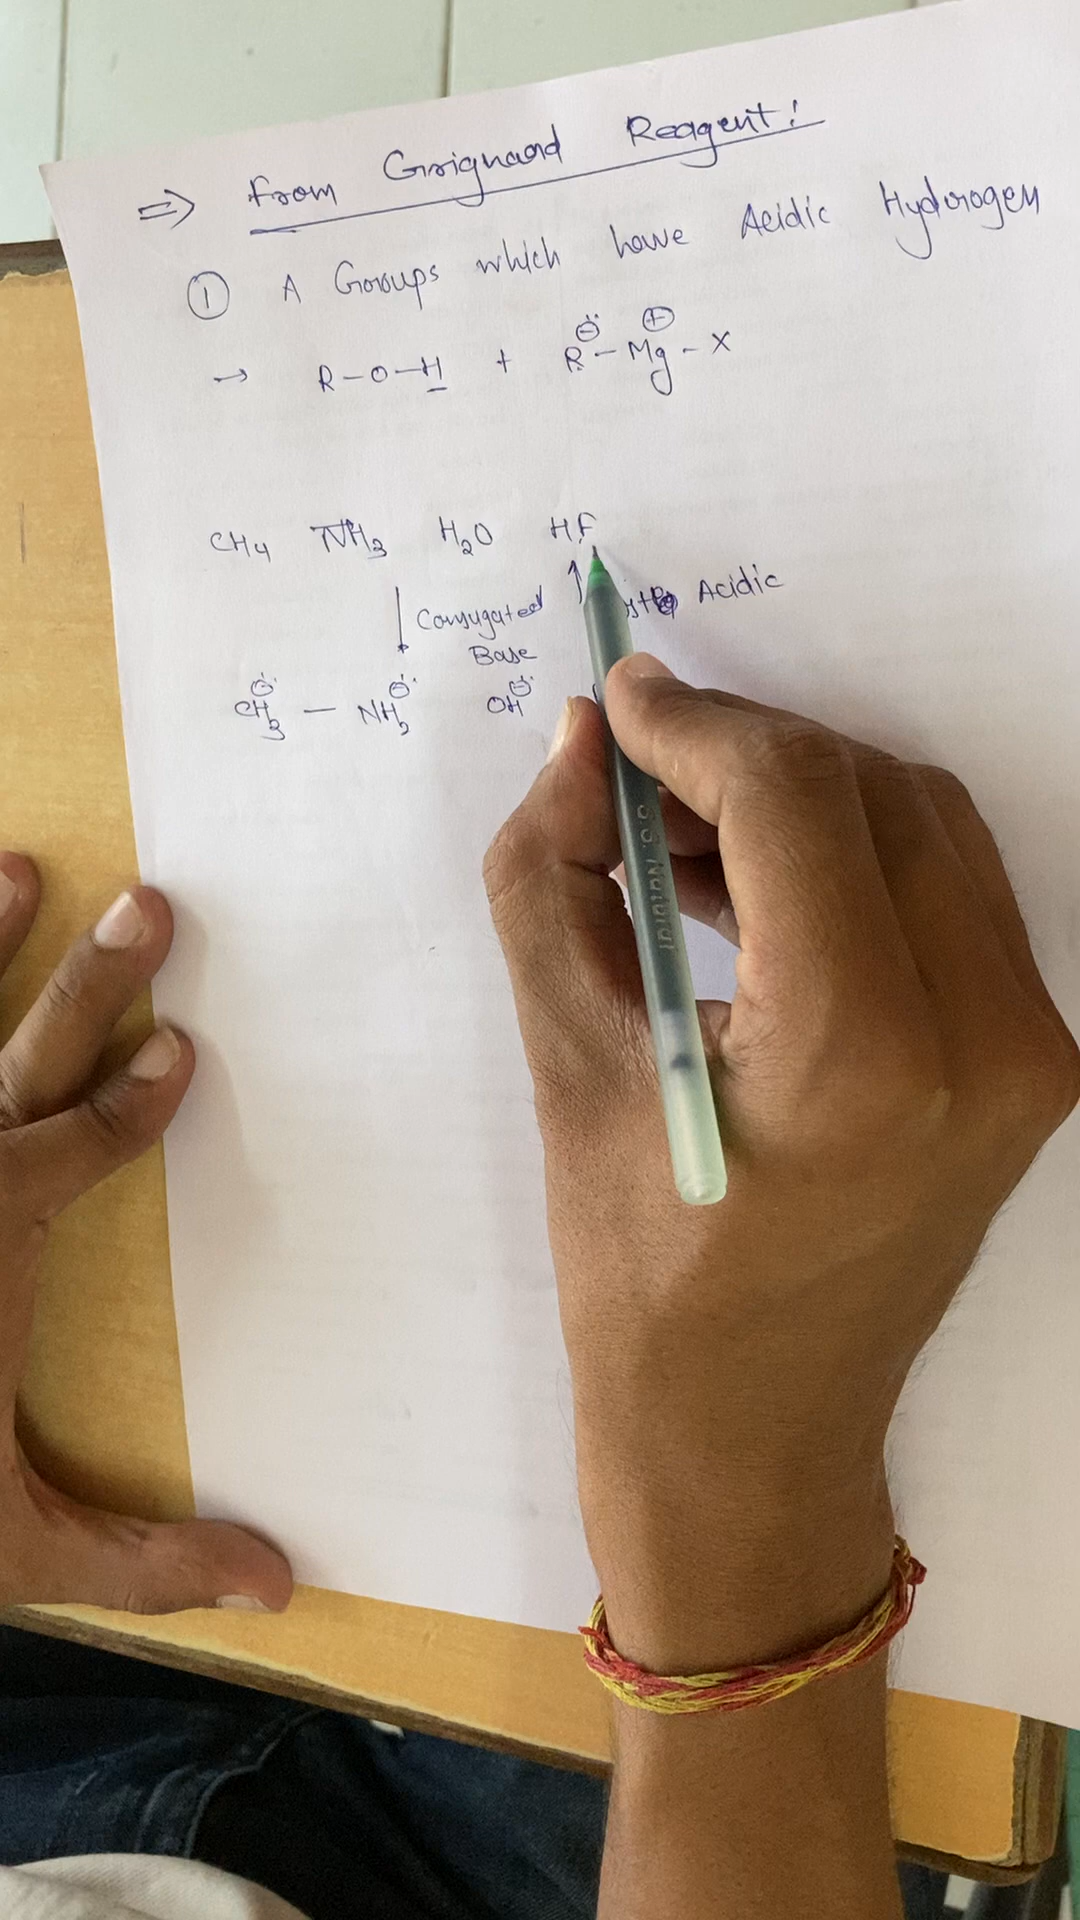 ⇒ From Grignard Reagent:
① A Groups which have Acidic Hydrogen
→ R-O-H + R⊖-Mg⊕-X
CH4 NH3 H2O HF
Conjugated Acidic
Base
CH3⊖ — NH2⊖ OH⊖